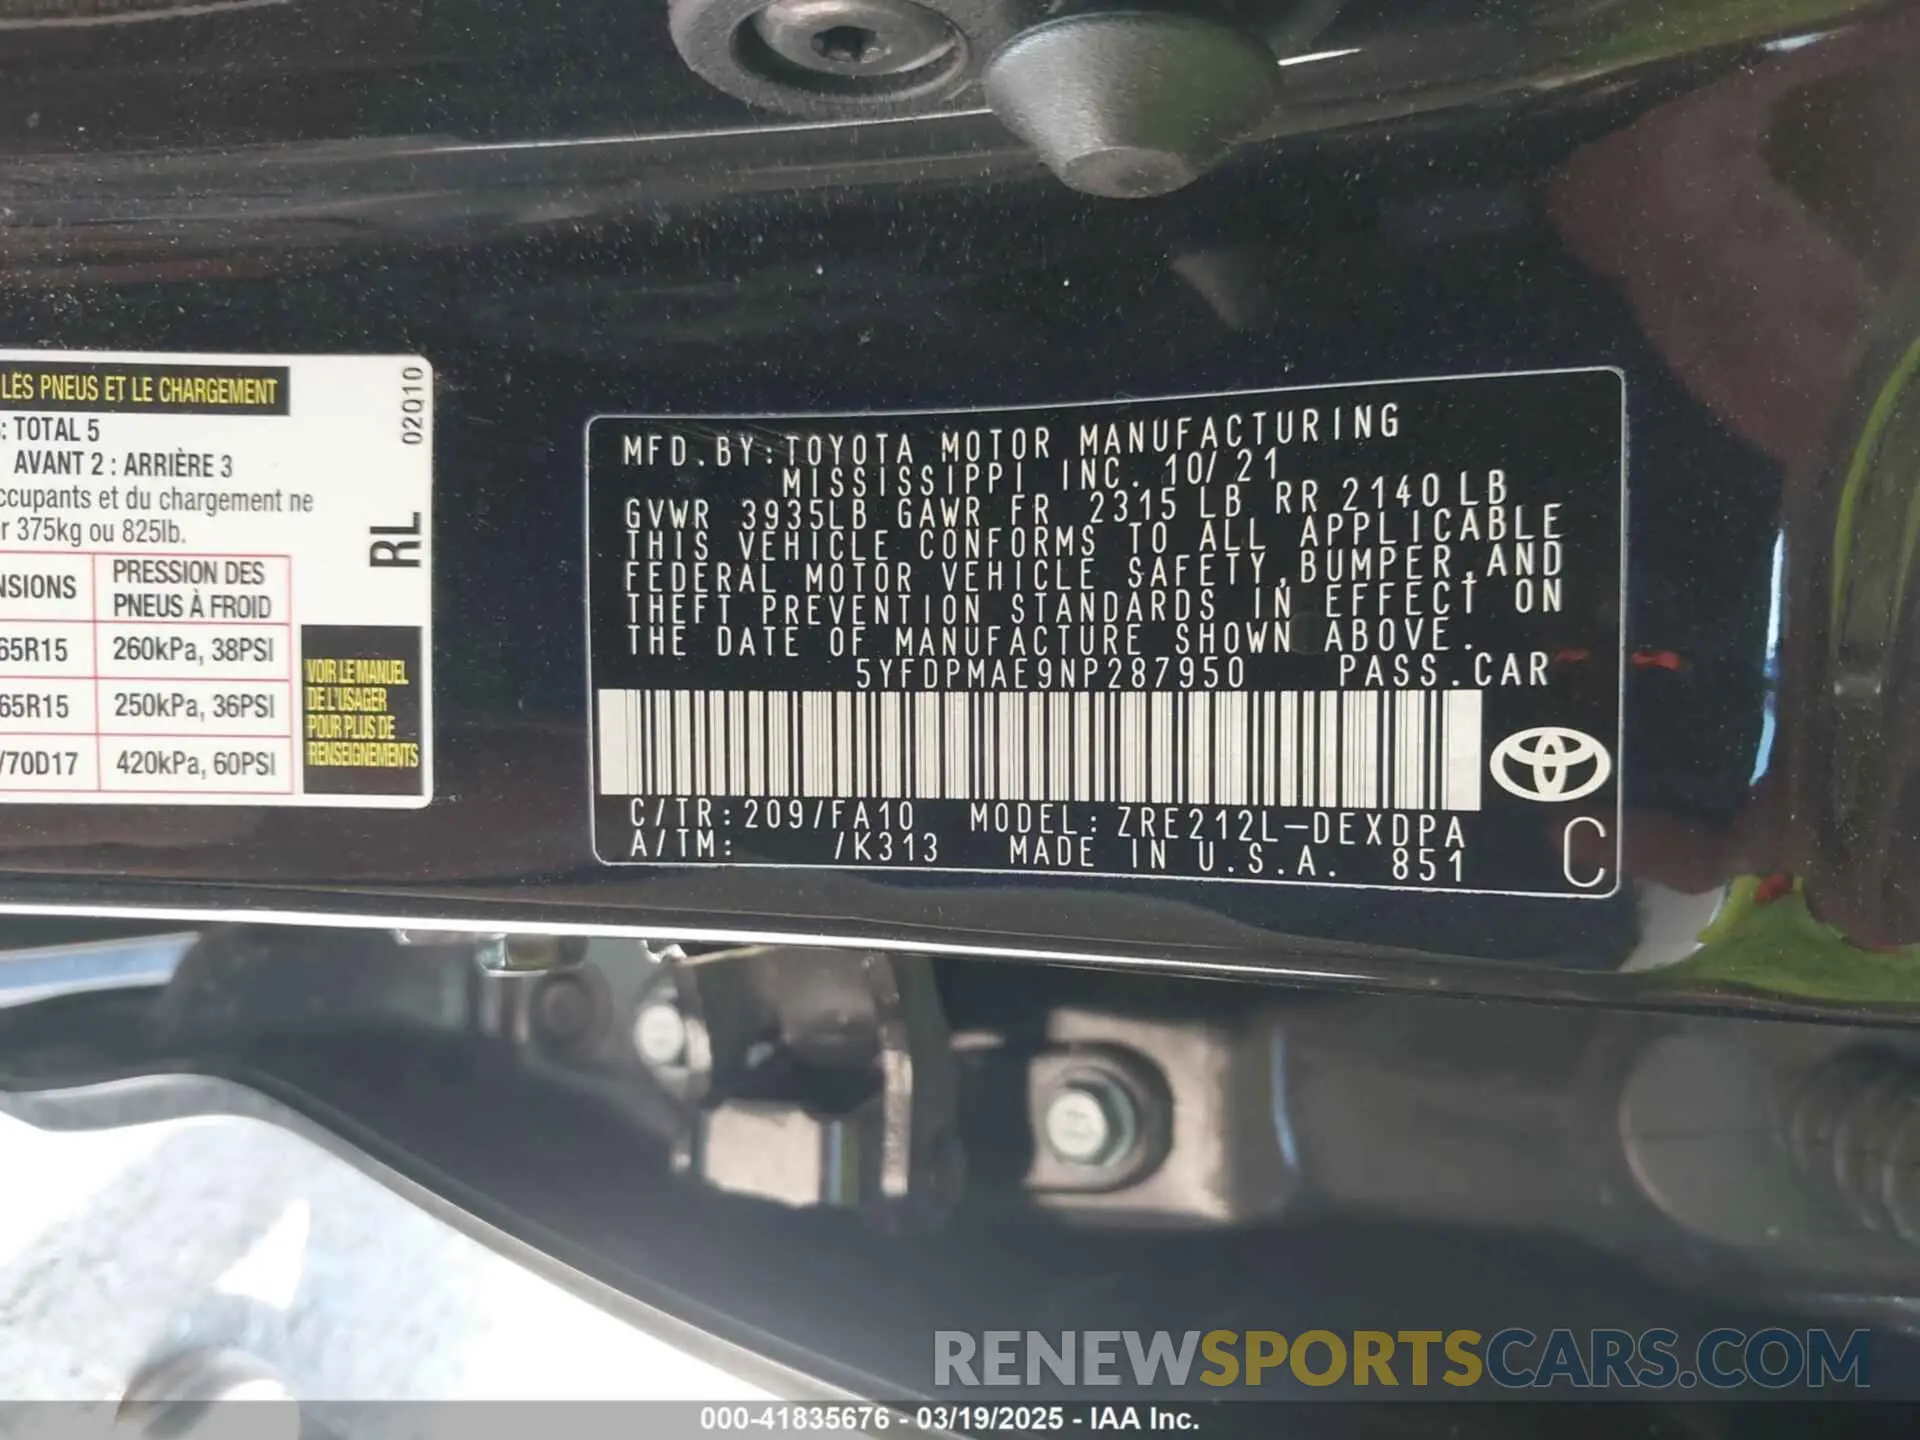 LES PNEUS ET LE CHARGEMENT
02Q10
: TOTAL 5
AVANT 2 : ARRIÈRE 3
ccupants et du chargement ne
r 375kg ou 825lb.
RL
NSIONS
PRESSION DES
PNEUS À FROID
65R15
260kPa, 38PSI
65R15
250kPa, 36PSI
/70D17
420kPa, 60PSI
VOIR LE MANUEL
DE L'USAGER
POUR PLUS DE
RENSEIGNEMENTS
MFD.BY:TOYOTA MOTOR MANUFACTURING
MISSISSIPPI INC. 10/21
GVWR 3935LB GAWR FR 2315LB RR 2140LB
THIS VEHICLE CONFORMS TO ALL APPLICABLE
FEDERAL MOTOR VEHICLE SAFETY,BUMPER,AND
THEFT PREVENTION STANDARDS IN EFFECT ON
THE DATE OF MANUFACTURE SHOWN ABOVE.
5YFDPMAE9NP287950 PASS.CAR
C/TR:209/FA10 MODEL:ZRE212L-DEXDPA
A/TM: /K313 MADE IN U.S.A. 851
C
RENEWSPORTSCARS.COM
000-41835676 - 03/19/2025 - IAA Inc.